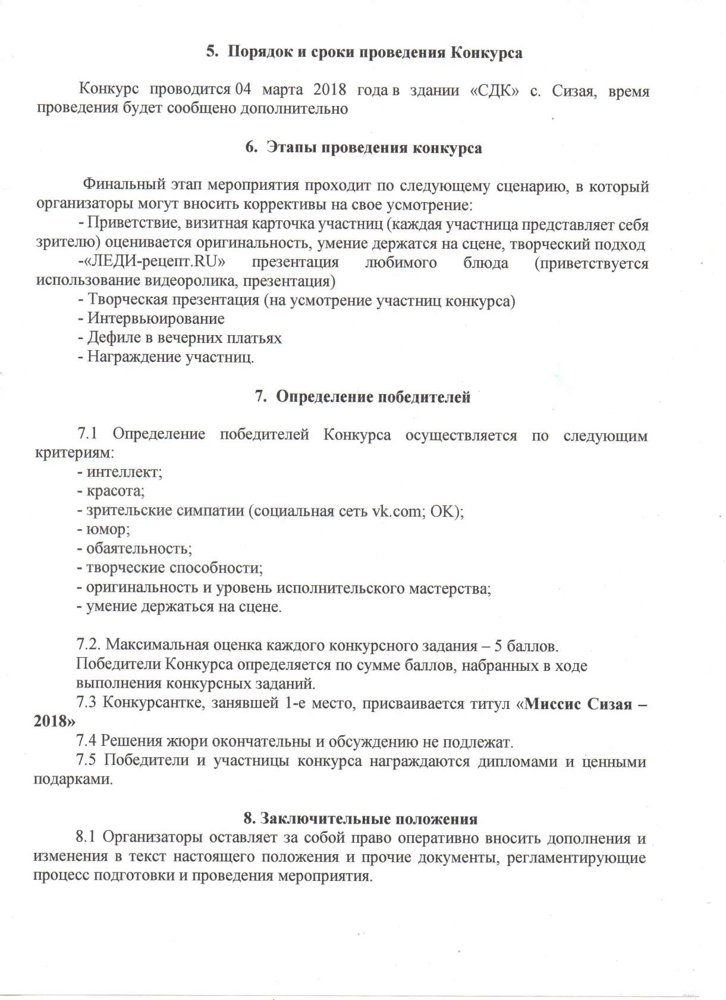 5. Порядок и сроки проведения Конкурса
Конкурс проводится 04 марта 2018 года в здании «СДК» с. Сизая, время
проведения будет сообщено дополнительно
6. Этапы проведения конкурса
Финальный этап мероприятия проходит по следующему сценарию, в который
организаторы могут вносить коррективы на свое усмотрение:
- Приветствие, визитная карточка участниц (каждая участница представляет себя
зрителю) оценивается оригинальность, умение держатся на сцене, творческий подход
-«ЛЕДИ-рецепт.RU» презентация любимого блюда (приветствуется
использование видеоролика, презентация)
- Творческая презентация (на усмотрение участниц конкурса)
- Интервьюирование
- Дефиле в вечерних платьях
- Награждение участниц.
7. Определение победителей
7.1 Определение победителей Конкурса осуществляется по следующим
критериям:
- интеллект;
- красота;
- зрительские симпатии (социальная сеть vk.com; OK);
- юмор;
- обаятельность;
- творческие способности;
- оригинальность и уровень исполнительского мастерства;
- умение держаться на сцене.
7.2. Максимальная оценка каждого конкурсного задания – 5 баллов.
Победители Конкурса определяется по сумме баллов, набранных в ходе
выполнения конкурсных заданий.
7.3 Конкурсантке, занявшей 1-е место, присваивается титул «Миссис Сизая –
2018»
7.4 Решения жюри окончательны и обсуждению не подлежат.
7.5 Победители и участницы конкурса награждаются дипломами и ценными
подарками.
8. Заключительные положения
8.1 Организаторы оставляет за собой право оперативно вносить дополнения и
изменения в текст настоящего положения и прочие документы, регламентирующие
процесс подготовки и проведения мероприятия.